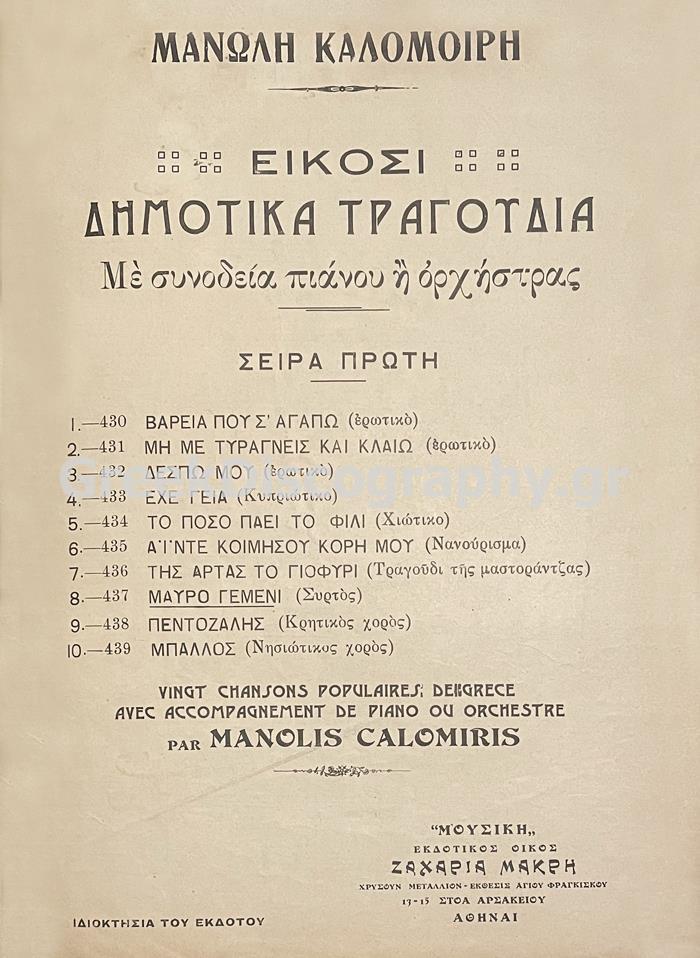 ΜΑΝΩΛΗ ΚΑΛΟΜΟΙΡΗ
ΕΙΚΟΣΙ
ΔΗΜΟΤΙΚΑ ΤΡΑΓΟΥΔΙΑ
Μὲ συνοδεία πιάνου ἢ ὀρχήστρας
ΣΕΙΡΑ ΠΡΩΤΗ
1.—430 ΒΑΡΕΙΑ ΠΟΥ Σ' ΑΓΑΠΩ (ἐρωτικὸ)
2.—431 ΜΗ ΜΕ ΤΥΡΑΓΝΕΙΣ ΚΑΙ ΚΛΑΙΩ (ἐρωτικὸ)
3.—432 ΔΕΣΠΩ ΜΟΥ (ἐρωτικὸ)
GreekDiscography.gr
4.—433 ΕΧΕ ΓΕΙΑ (Κυπριώτικο)
5.—434 ΤΟ ΠΟΣΟ ΠΑΕΙ ΤΟ ΦΙΛΙ (Χιώτικο)
6.—435 Α·Ι·ΝΤΕ ΚΟΙΜΗΣΟΥ ΚΟΡΗ ΜΟΥ (Νανούρισμα)
7.—436 ΤΗΣ ΑΡΤΑΣ ΤΟ ΓΙΟΦΥΡΙ (Τραγοῦδι τῆς μαστοράντζας)
8.—437 ΜΑΥΡΟ ΓΕΜΕΝΙ (Συρτὸς)
9.—438 ΠΕΝΤΟΖΑΛΗΣ (Κρητικὸς χορὸς)
10.—439 ΜΠΑΛΛΟΣ (Νησιώτικος χορὸς)
VINGT CHANSONS POPULAIRES, DE GRECE
AVEC ACCOMPAGNEMENT DE PIANO OU ORCHESTRE
PAR MANOLIS CALOMIRIS
"ΜΟΥΣΙΚΗ„
ΕΚΔΟΤΙΚΟΣ ΟΙΚΟΣ
ΖΑΧΑΡΙΑ ΜΑΚΡΗ
ΧΡΥΣΟΥΝ ΜΕΤΑΛΛΙΟΝ - ΕΚΘΕΣΙΣ ΑΓΙΟΥ ΦΡΑΓΚΙΣΚΟΥ
13-15 ΣΤΟΑ ΑΡΣΑΚΕΙΟΥ
ΑΘΗΝΑΙ
ΙΔΙΟΚΤΗΣΙΑ ΤΟΥ ΕΚΔΟΤΟΥ